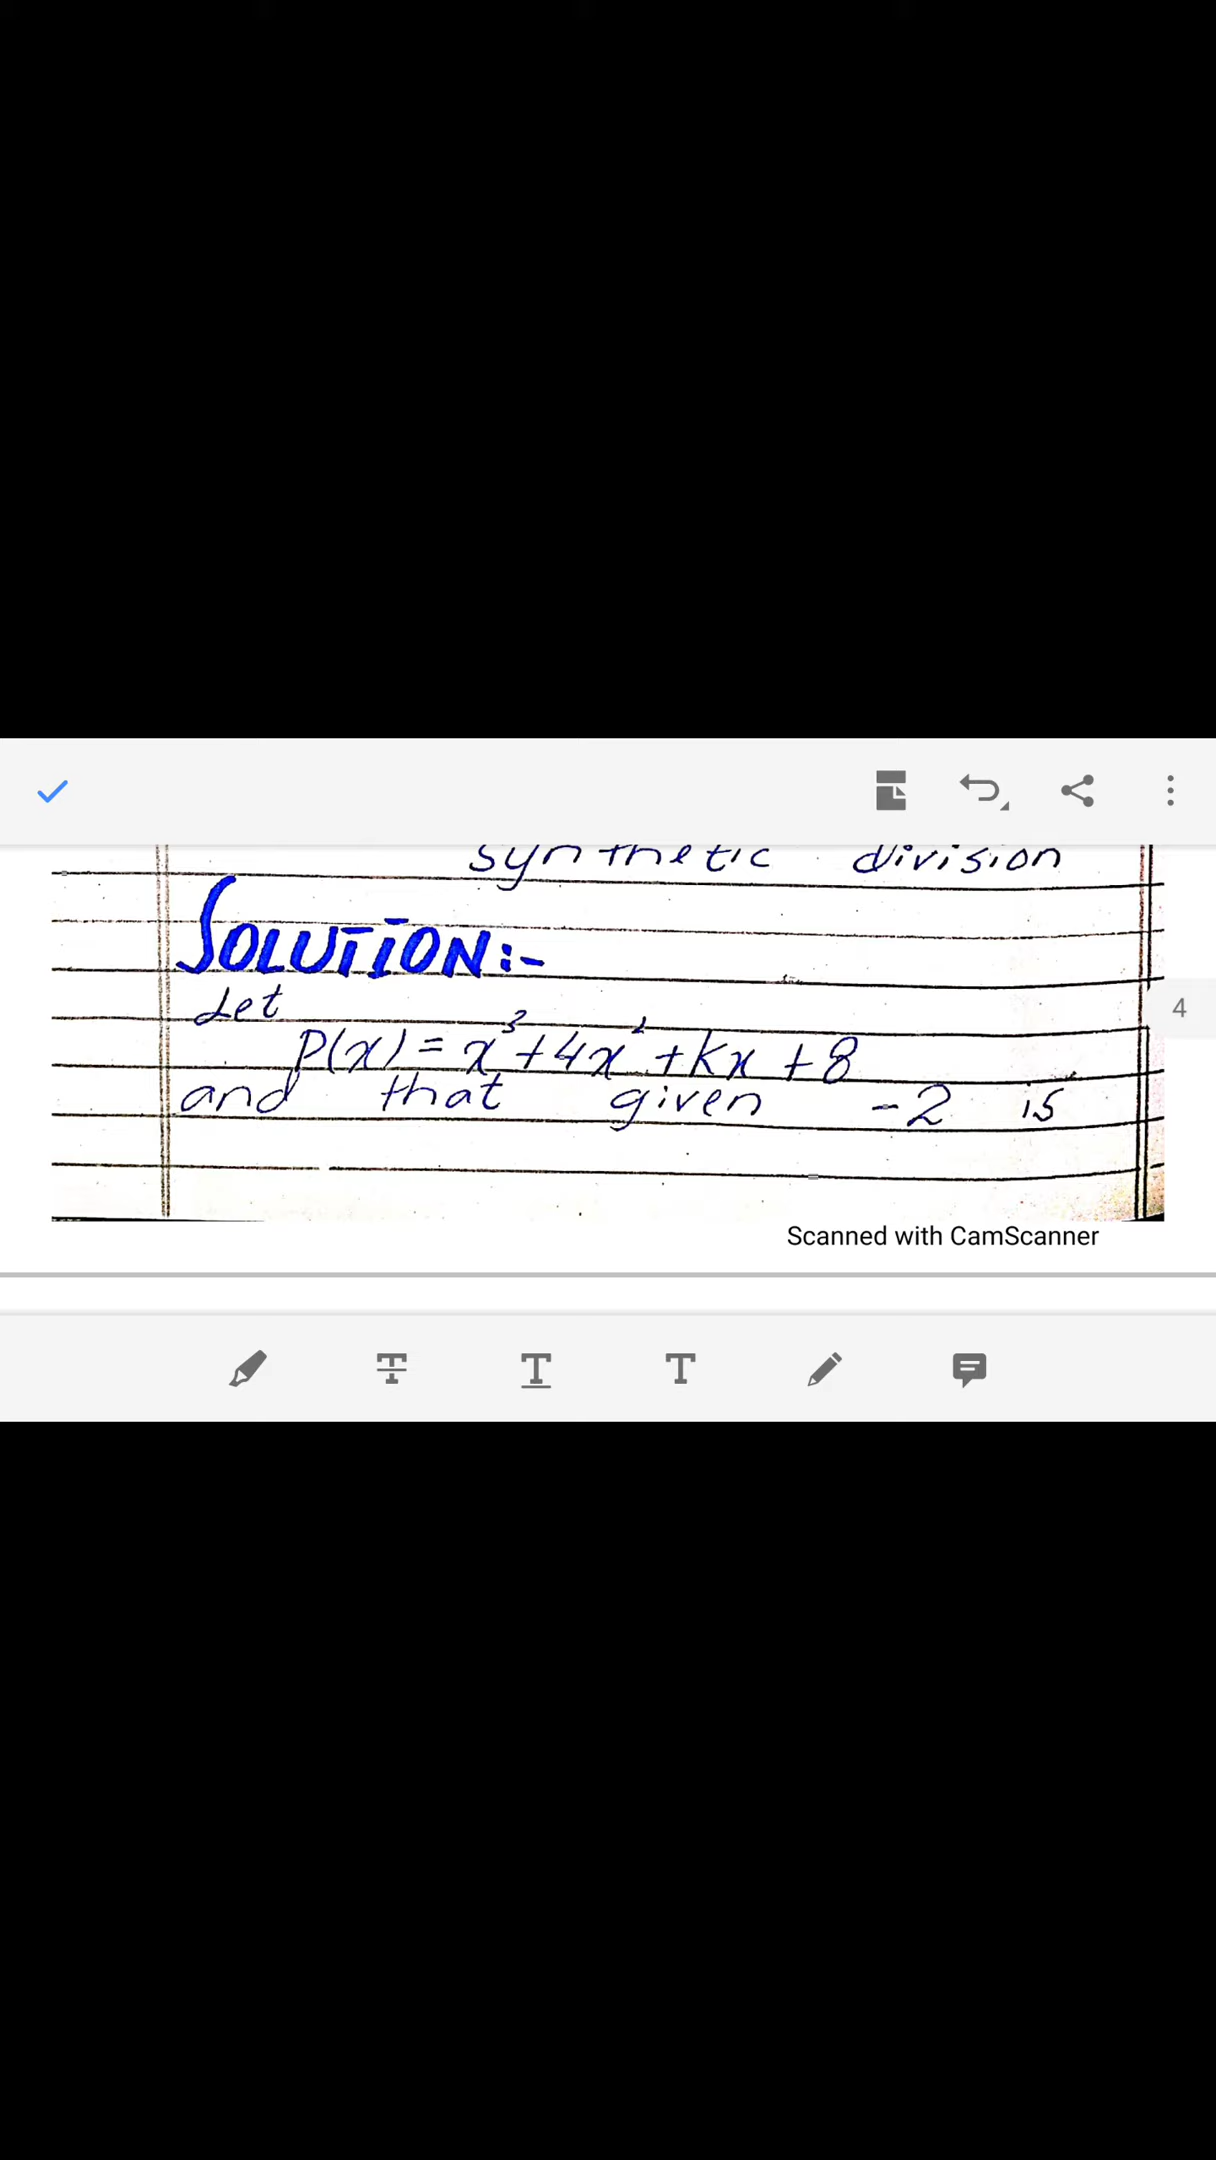 synthetic division
SOLUTION:-
Let
P(x) = x³+4x²+kx+8
4
and that given -2 is
Scanned with CamScanner
T T T